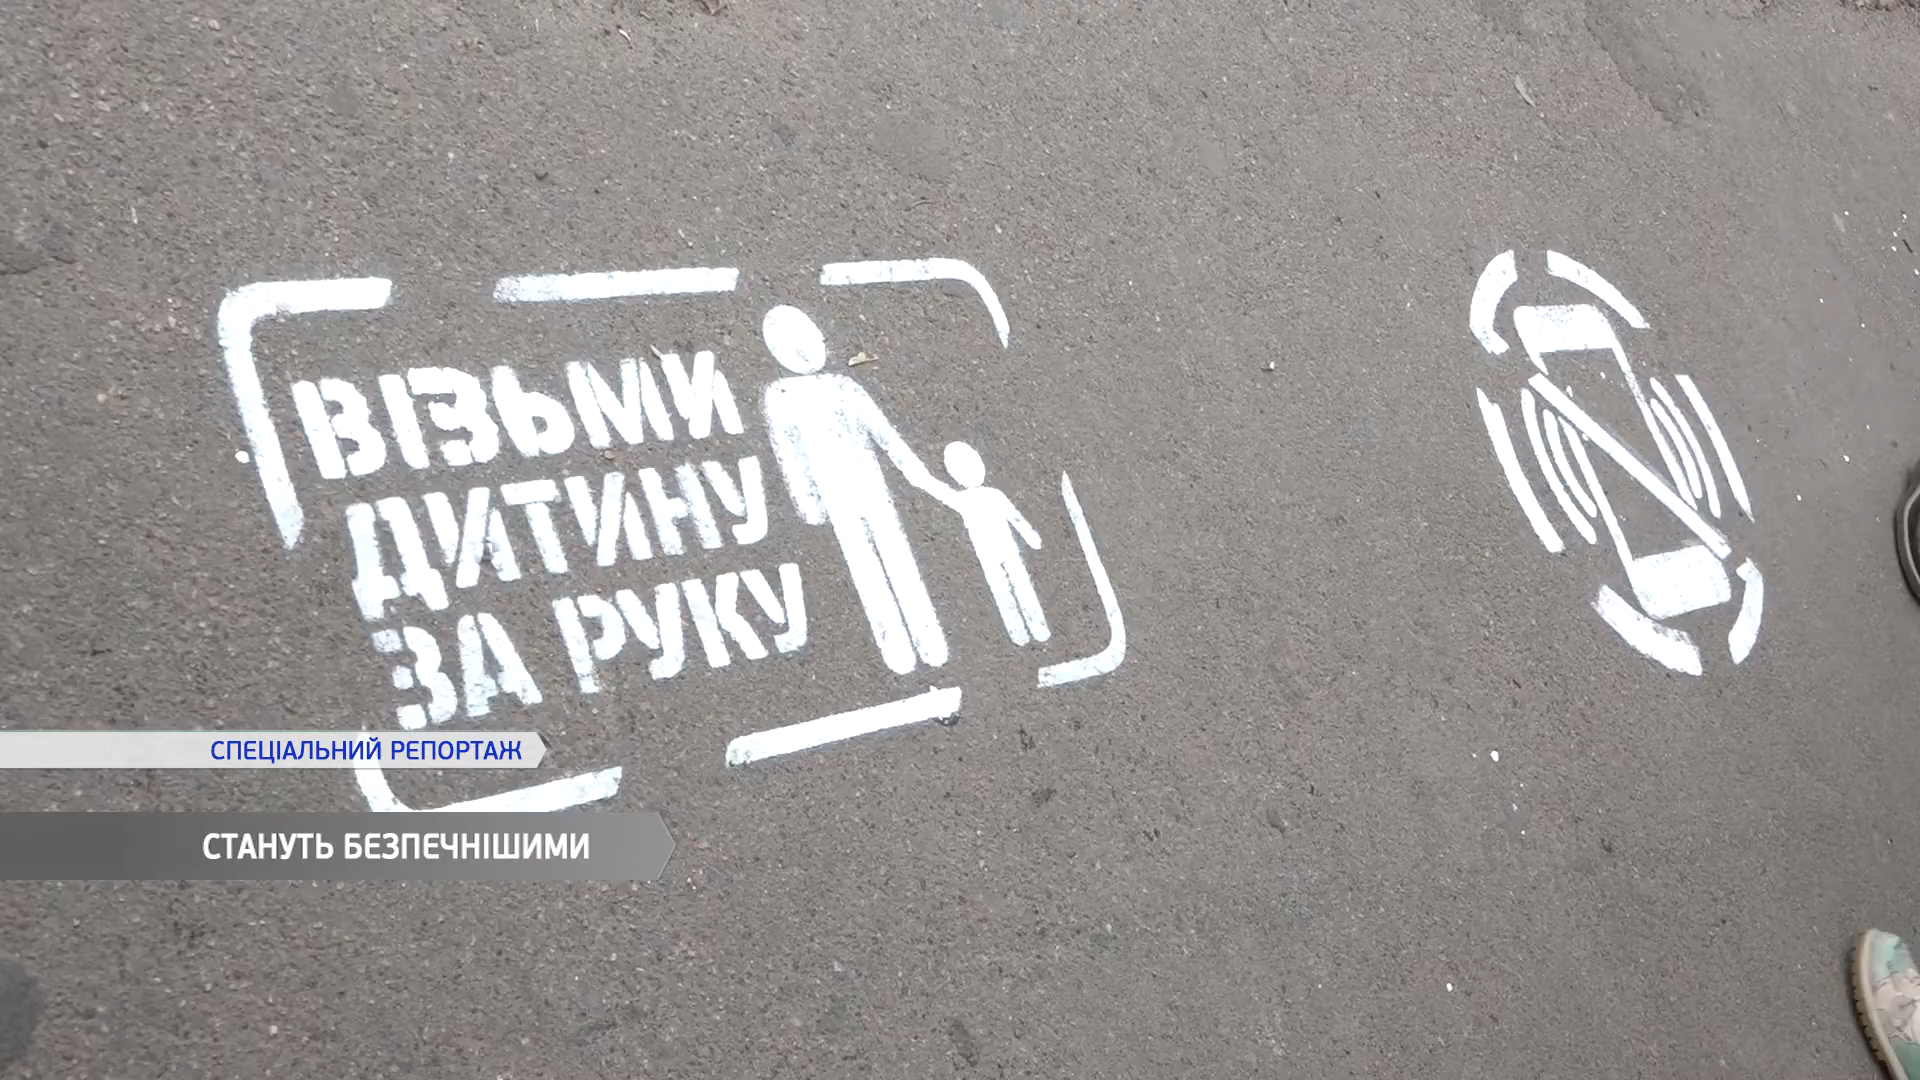 ВІЗЬМИ
ДИТИНУ
ЗА РУКУ
СПЕЦІАЛЬНИЙ РЕПОРТАЖ
СТАНУТЬ БЕЗПЕЧНІШИМИ